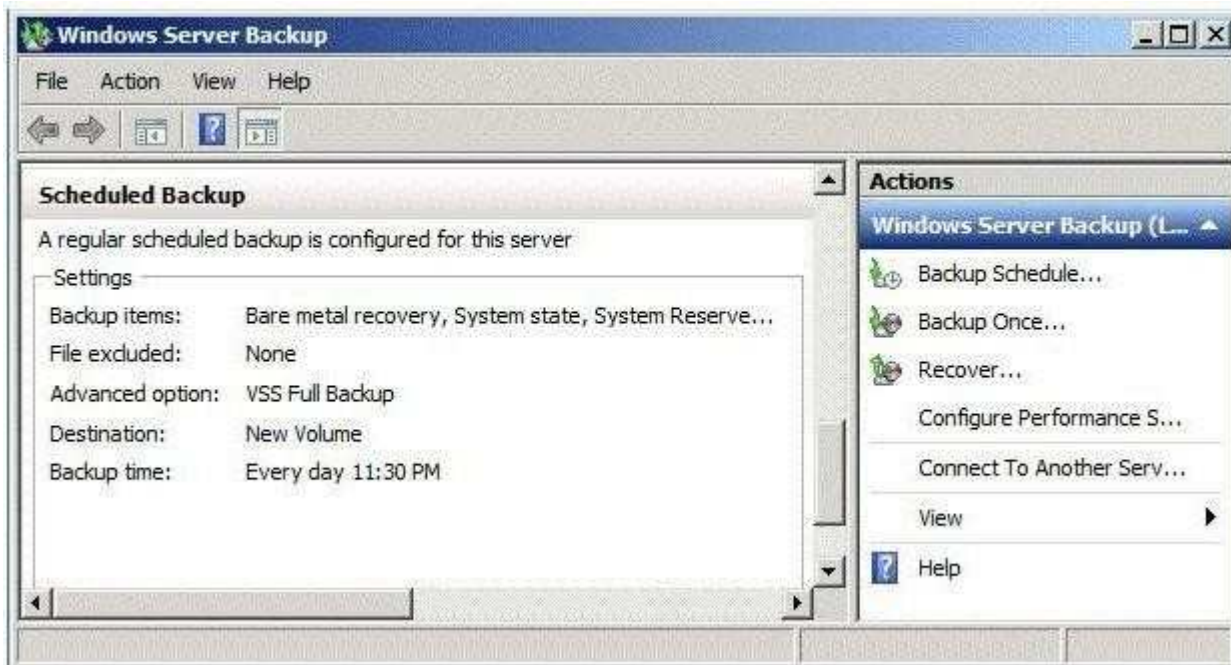 Windows Server Backup
File Action View Help
Scheduled Backup
A regular scheduled backup is configured for this server
Settings
Backup items: Bare metal recovery, System state, System Reserve...
File excluded: None
Advanced option: VSS Full Backup
Destination: New Volume
Backup time: Every day 11:30 PM
Actions
Windows Server Backup (L...
Backup Schedule...
Backup Once...
Recover...
Configure Performance S...
Connect To Another Serv...
View
Help